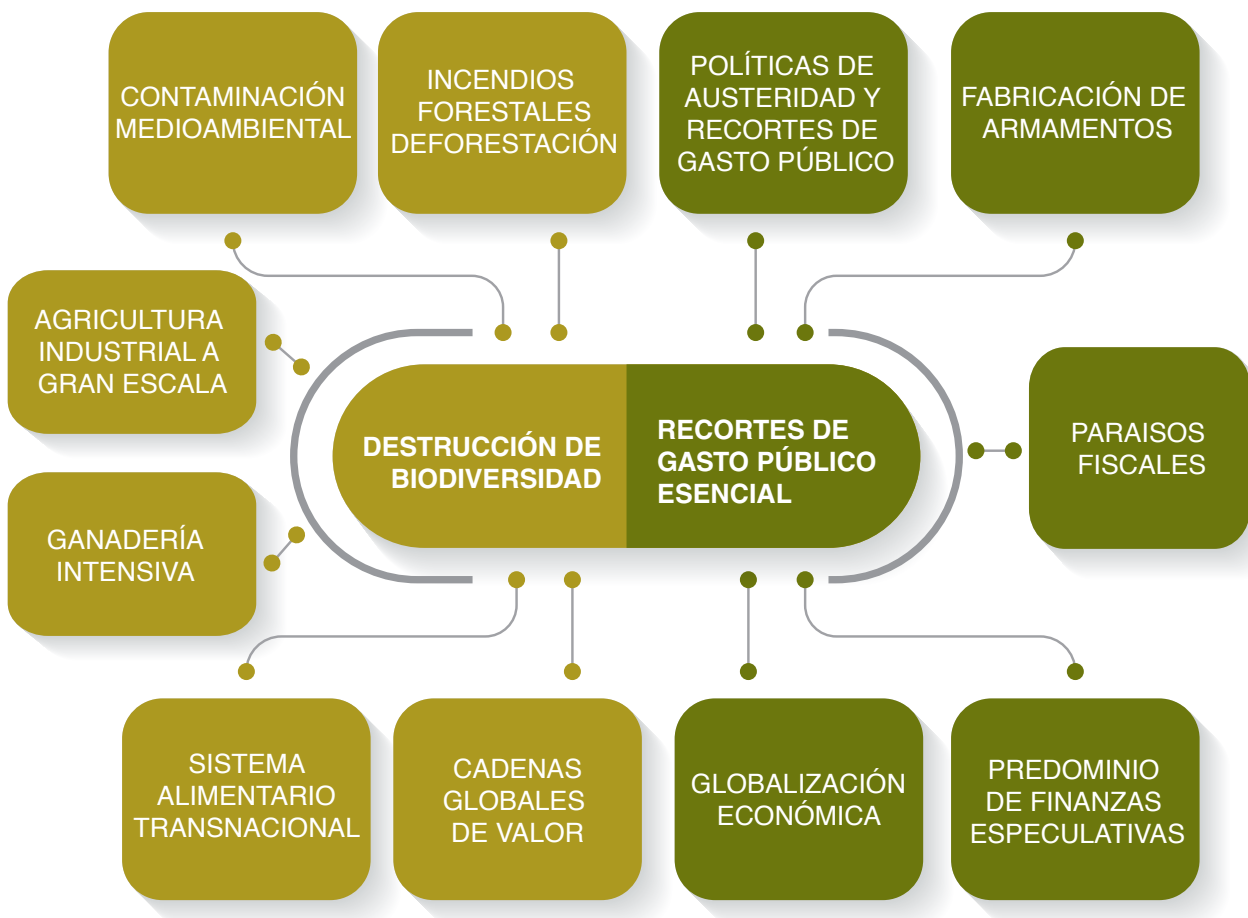 CONTAMINACIÓN
MEDIOAMBIENTAL
INCENDIOS
FORESTALES
DEFORESTACIÓN
POLÍTICAS DE
AUSTERIDAD Y
RECORTES DE
GASTO PÚBLICO
FABRICACIÓN DE
ARMAMENTOS
AGRICULTURA
INDUSTRIAL A
GRAN ESCALA
DESTRUCCIÓN DE
BIODIVERSIDAD
RECORTES DE
GASTO PÚBLICO
ESENCIAL
PARAISOS
FISCALES
GANADERÍA
INTENSIVA
SISTEMA
ALIMENTARIO
TRANSNACIONAL
CADENAS
GLOBALES
DE VALOR
GLOBALIZACIÓN
ECONÓMICA
PREDOMINIO
DE FINANZAS
ESPECULATIVAS